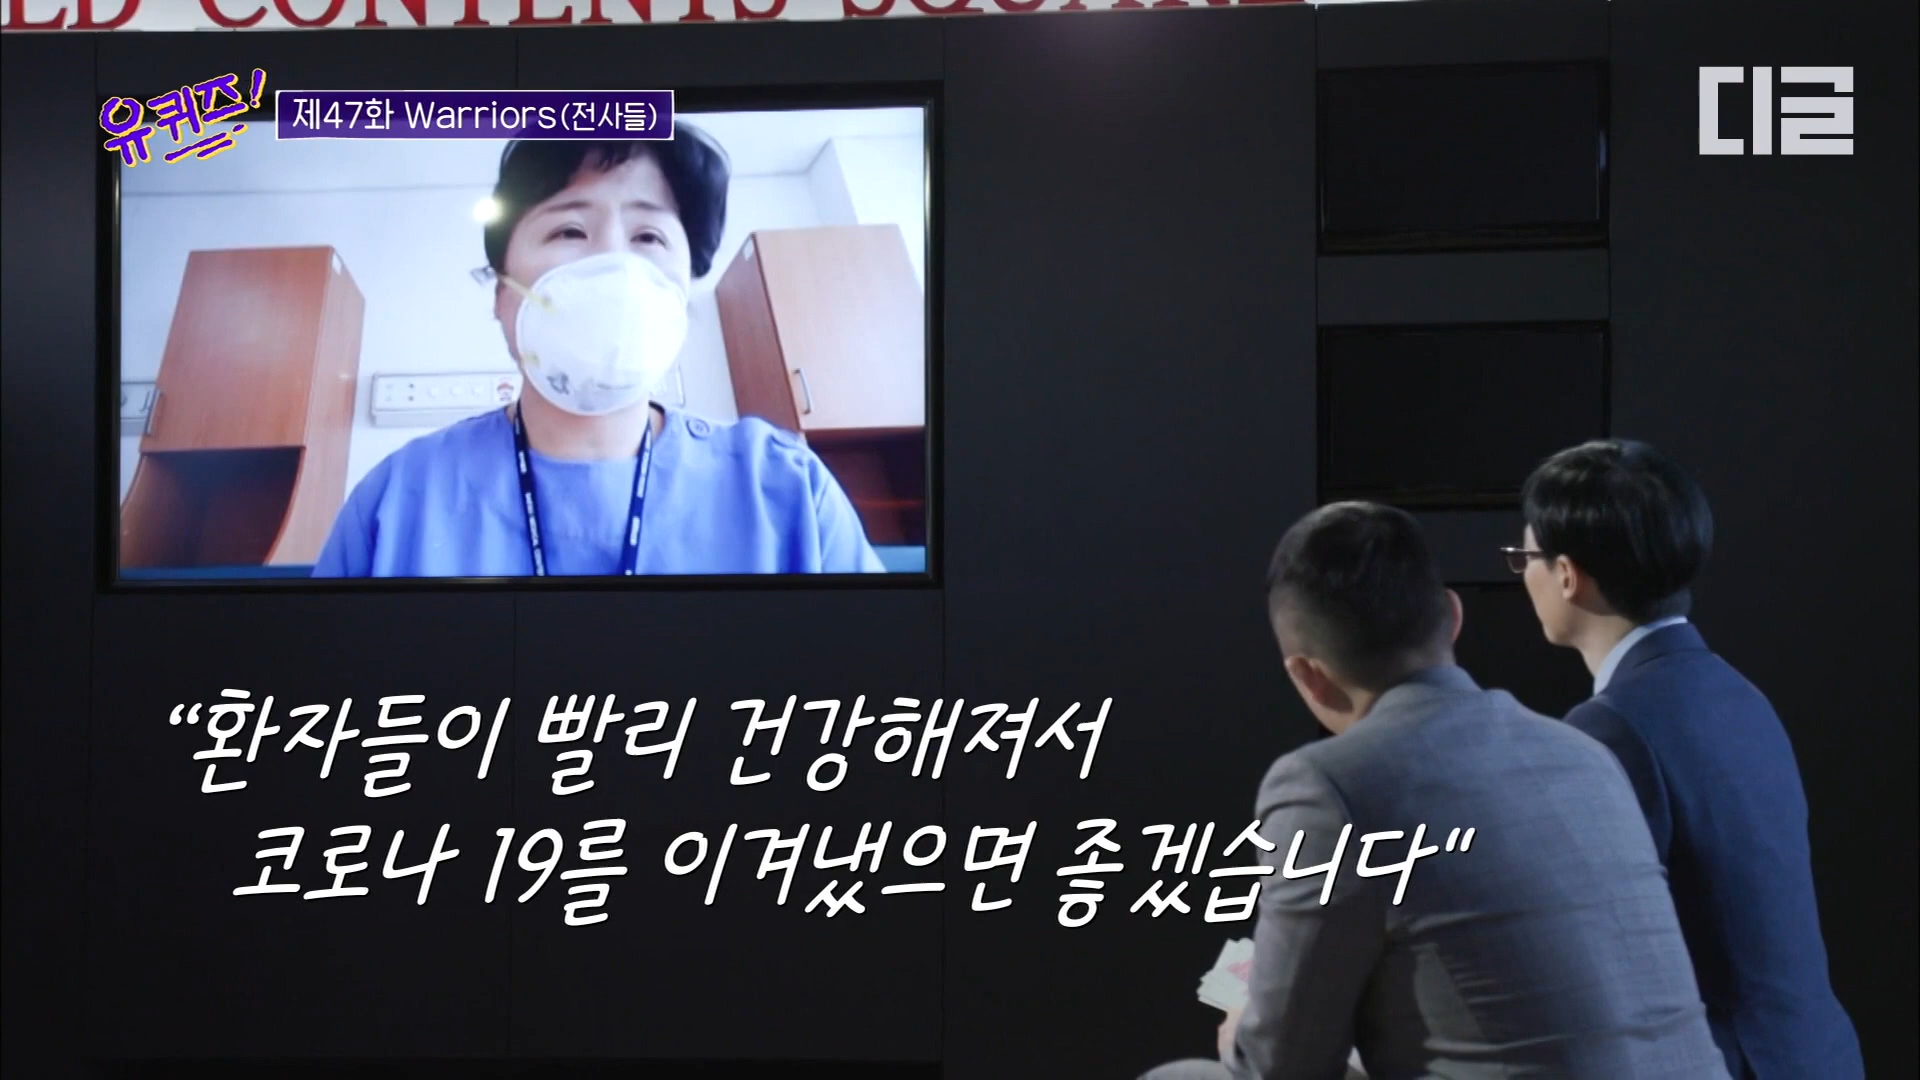 유퀴즈!
제47화 Warriors(전사들)
디글
"환자들이 빨리 건강해져서
코로나 19를 이겨냈으면 좋겠습니다"